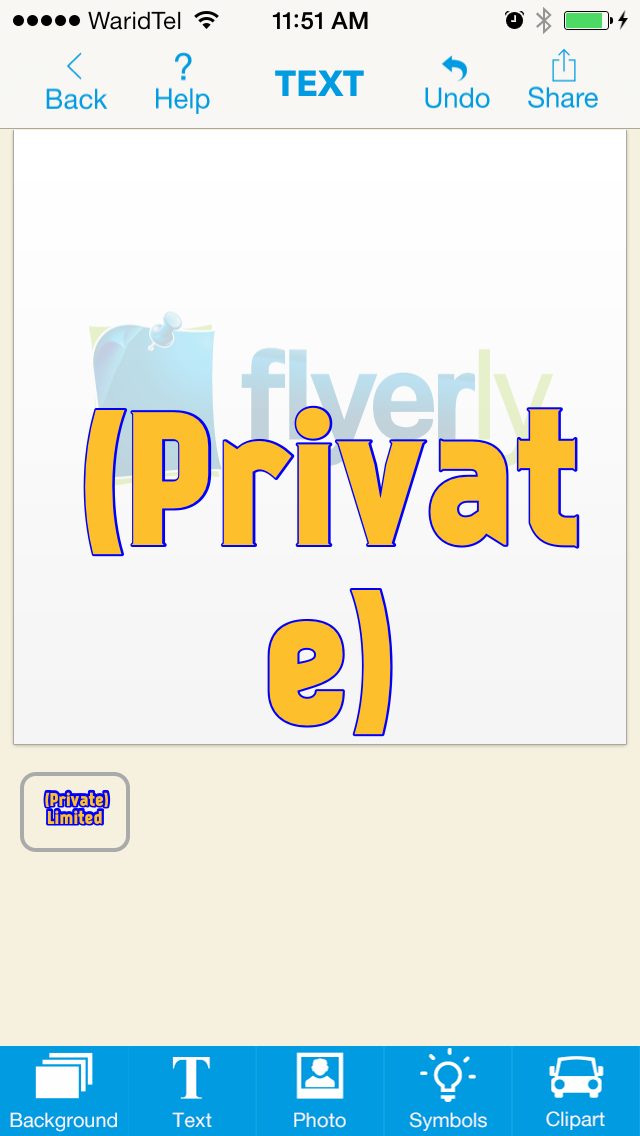 WaridTel 11:51 AM
Back ? Help TEXT Undo Share
flyerly
(Privat
e)
(Private)
Limited
Background Text Photo Symbols Clipart